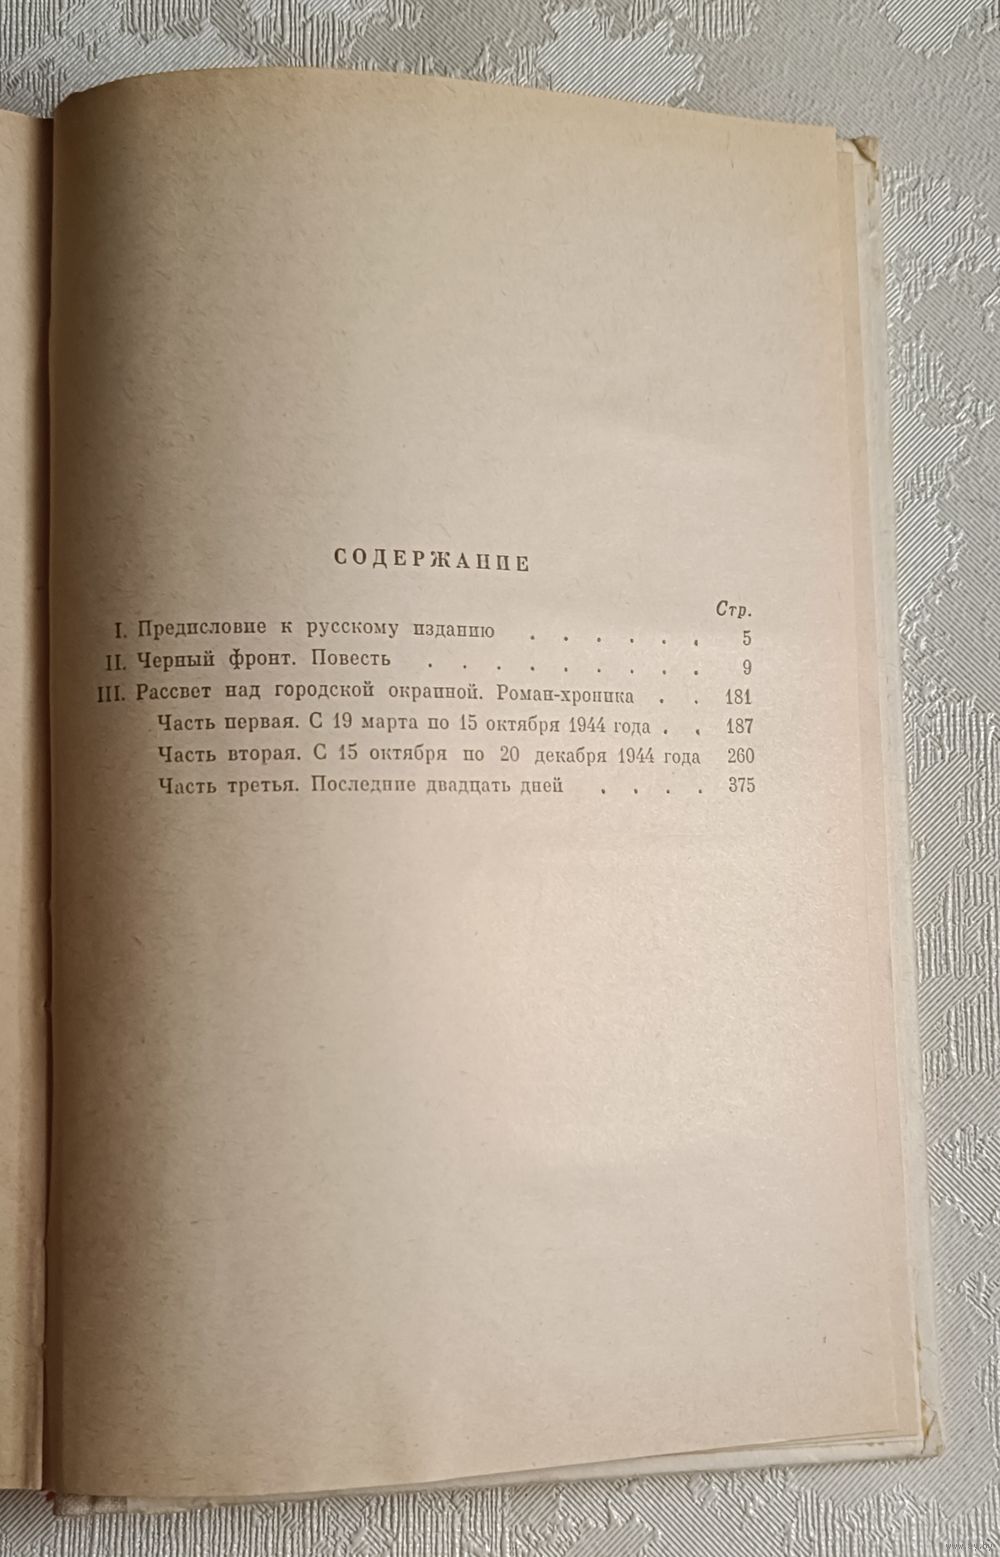 СОДЕРЖАНИЕ
Стр.
I. Предисловие к русскому изданию . . . . . . 5
II. Черный фронт. Повесть . . . . . . . . . 9
III. Рассвет над городской окраиной. Роман-хроника . . 181
Часть первая. С 19 марта по 15 октября 1944 года . . 187
Часть вторая. С 15 октября по 20 декабря 1944 года 260
Часть третья. Последние двадцать дней . . . . 375